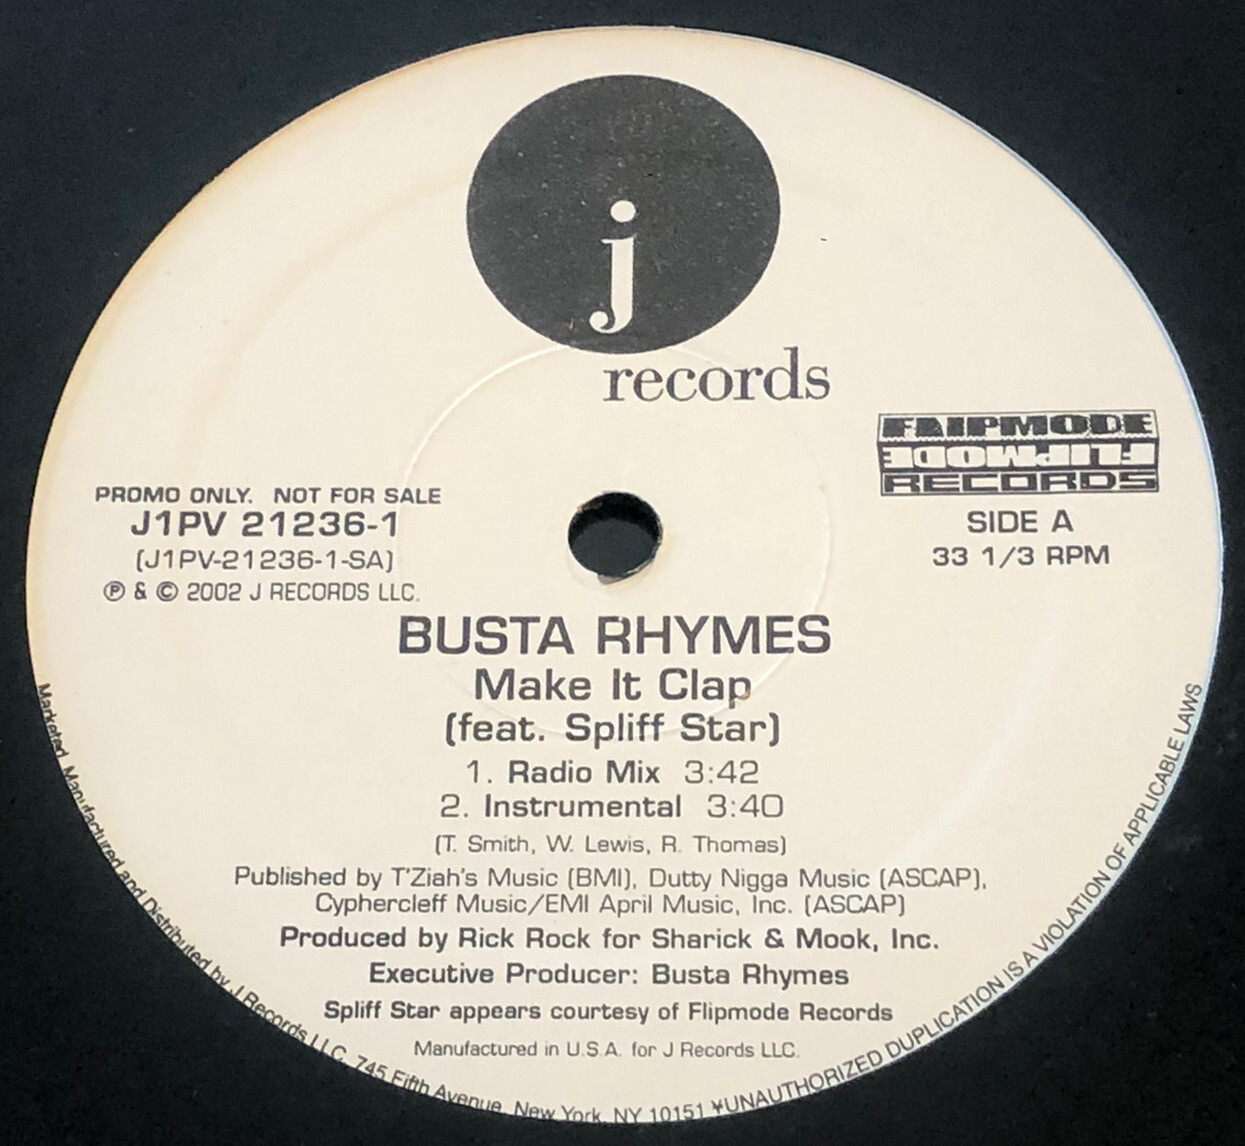 j
records
FLIPMODE
FLIPMODE
RECORDS
PROMO ONLY. NOT FOR SALE
J1PV 21236-1
(J1PV-21236-1-SA)
℗ & © 2002 J RECORDS LLC.
SIDE A
33 1/3 RPM
BUSTA RHYMES
Make It Clap
(feat. Spliff Star)
1. Radio Mix 3:42
2. Instrumental 3:40
(T. Smith, W. Lewis, R. Thomas)
Published by T'Ziah's Music (BMI), Dutty Nigga Music (ASCAP),
Cyphercleff Music/EMI April Music, Inc. (ASCAP)
Produced by Rick Rock for Sharick & Mook, Inc.
Executive Producer: Busta Rhymes
Spliff Star appears courtesy of Flipmode Records
Manufactured in U.S.A. for J Records LLC.
Marketed, Manufactured and Distributed by J Records LLC, 745 Fifth Avenue, New York, NY 10151 ¥UNAUTHORIZED DUPLICATION IS A VIOLATION OF APPLICABLE LAWS